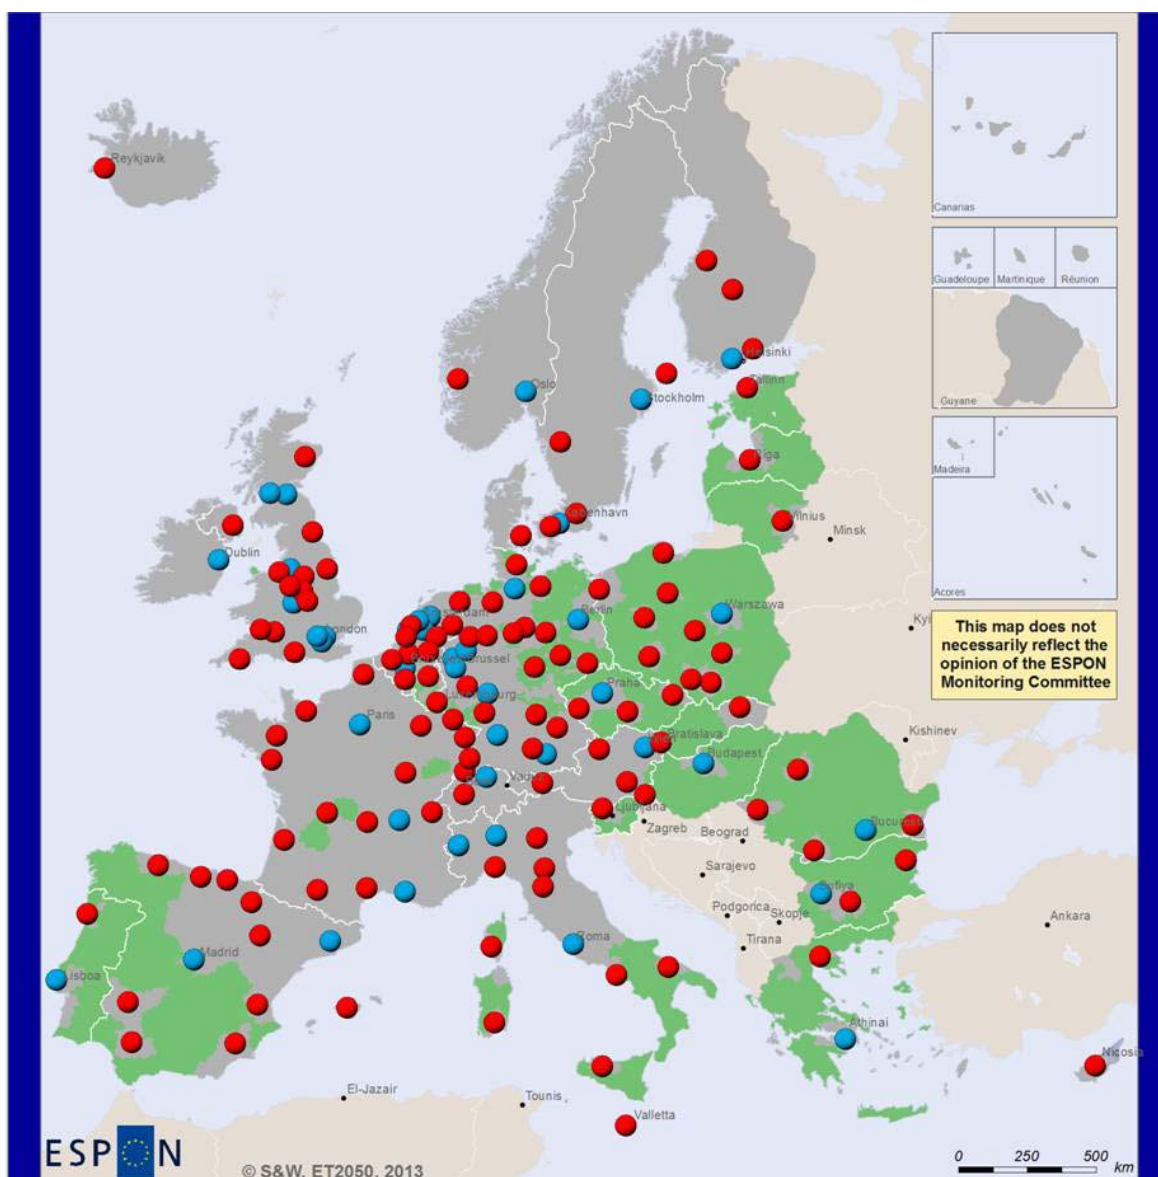 Reykjavik
Canarias
Guadeloupe
Martinique
Réunion
Helsinki
Oslo
Tallinn
Stockholm
Guyane
Riga
Madeira
København
Vilnius
Minsk
Dublin
Acores
Berlin
Warszawa
London
Kyi
This map does not
necessarily reflect the
opinion of the ESPON
Monitoring Committee
Brussel
Praha
Luxembourg
Paris
Bratislava
Kishinev
Budapest
Vaduz
Ljubljana
Zagreb
Beograd
Bucuresti
Sarajevo
Sofiya
Podgorica
Skopje
Ankara
Roma
Tirana
Madrid
Lisboa
Athinai
Nicosia
El-Jazair
Tounis
Valletta
ESPON
© S&W, ET2050, 2013
0 250 500 km